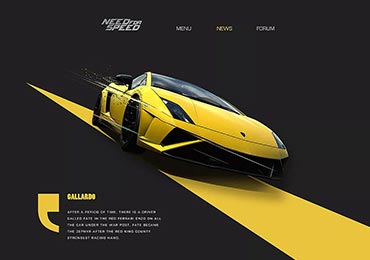 NEED FOR
SPEED
MENU
NEWS
FORUM
GALLARDO
AFTER A PERIOD OF TIME, THERE IS A DRIVER
CALLED FATE IN THE RED FERRARI ENZO ON ALL
THE CAR UNDER THE WAR POST. FATE BECAME
THE ZEPHYR AFTER THE RED KING COUNTY
STRONGEST RACING HAND.